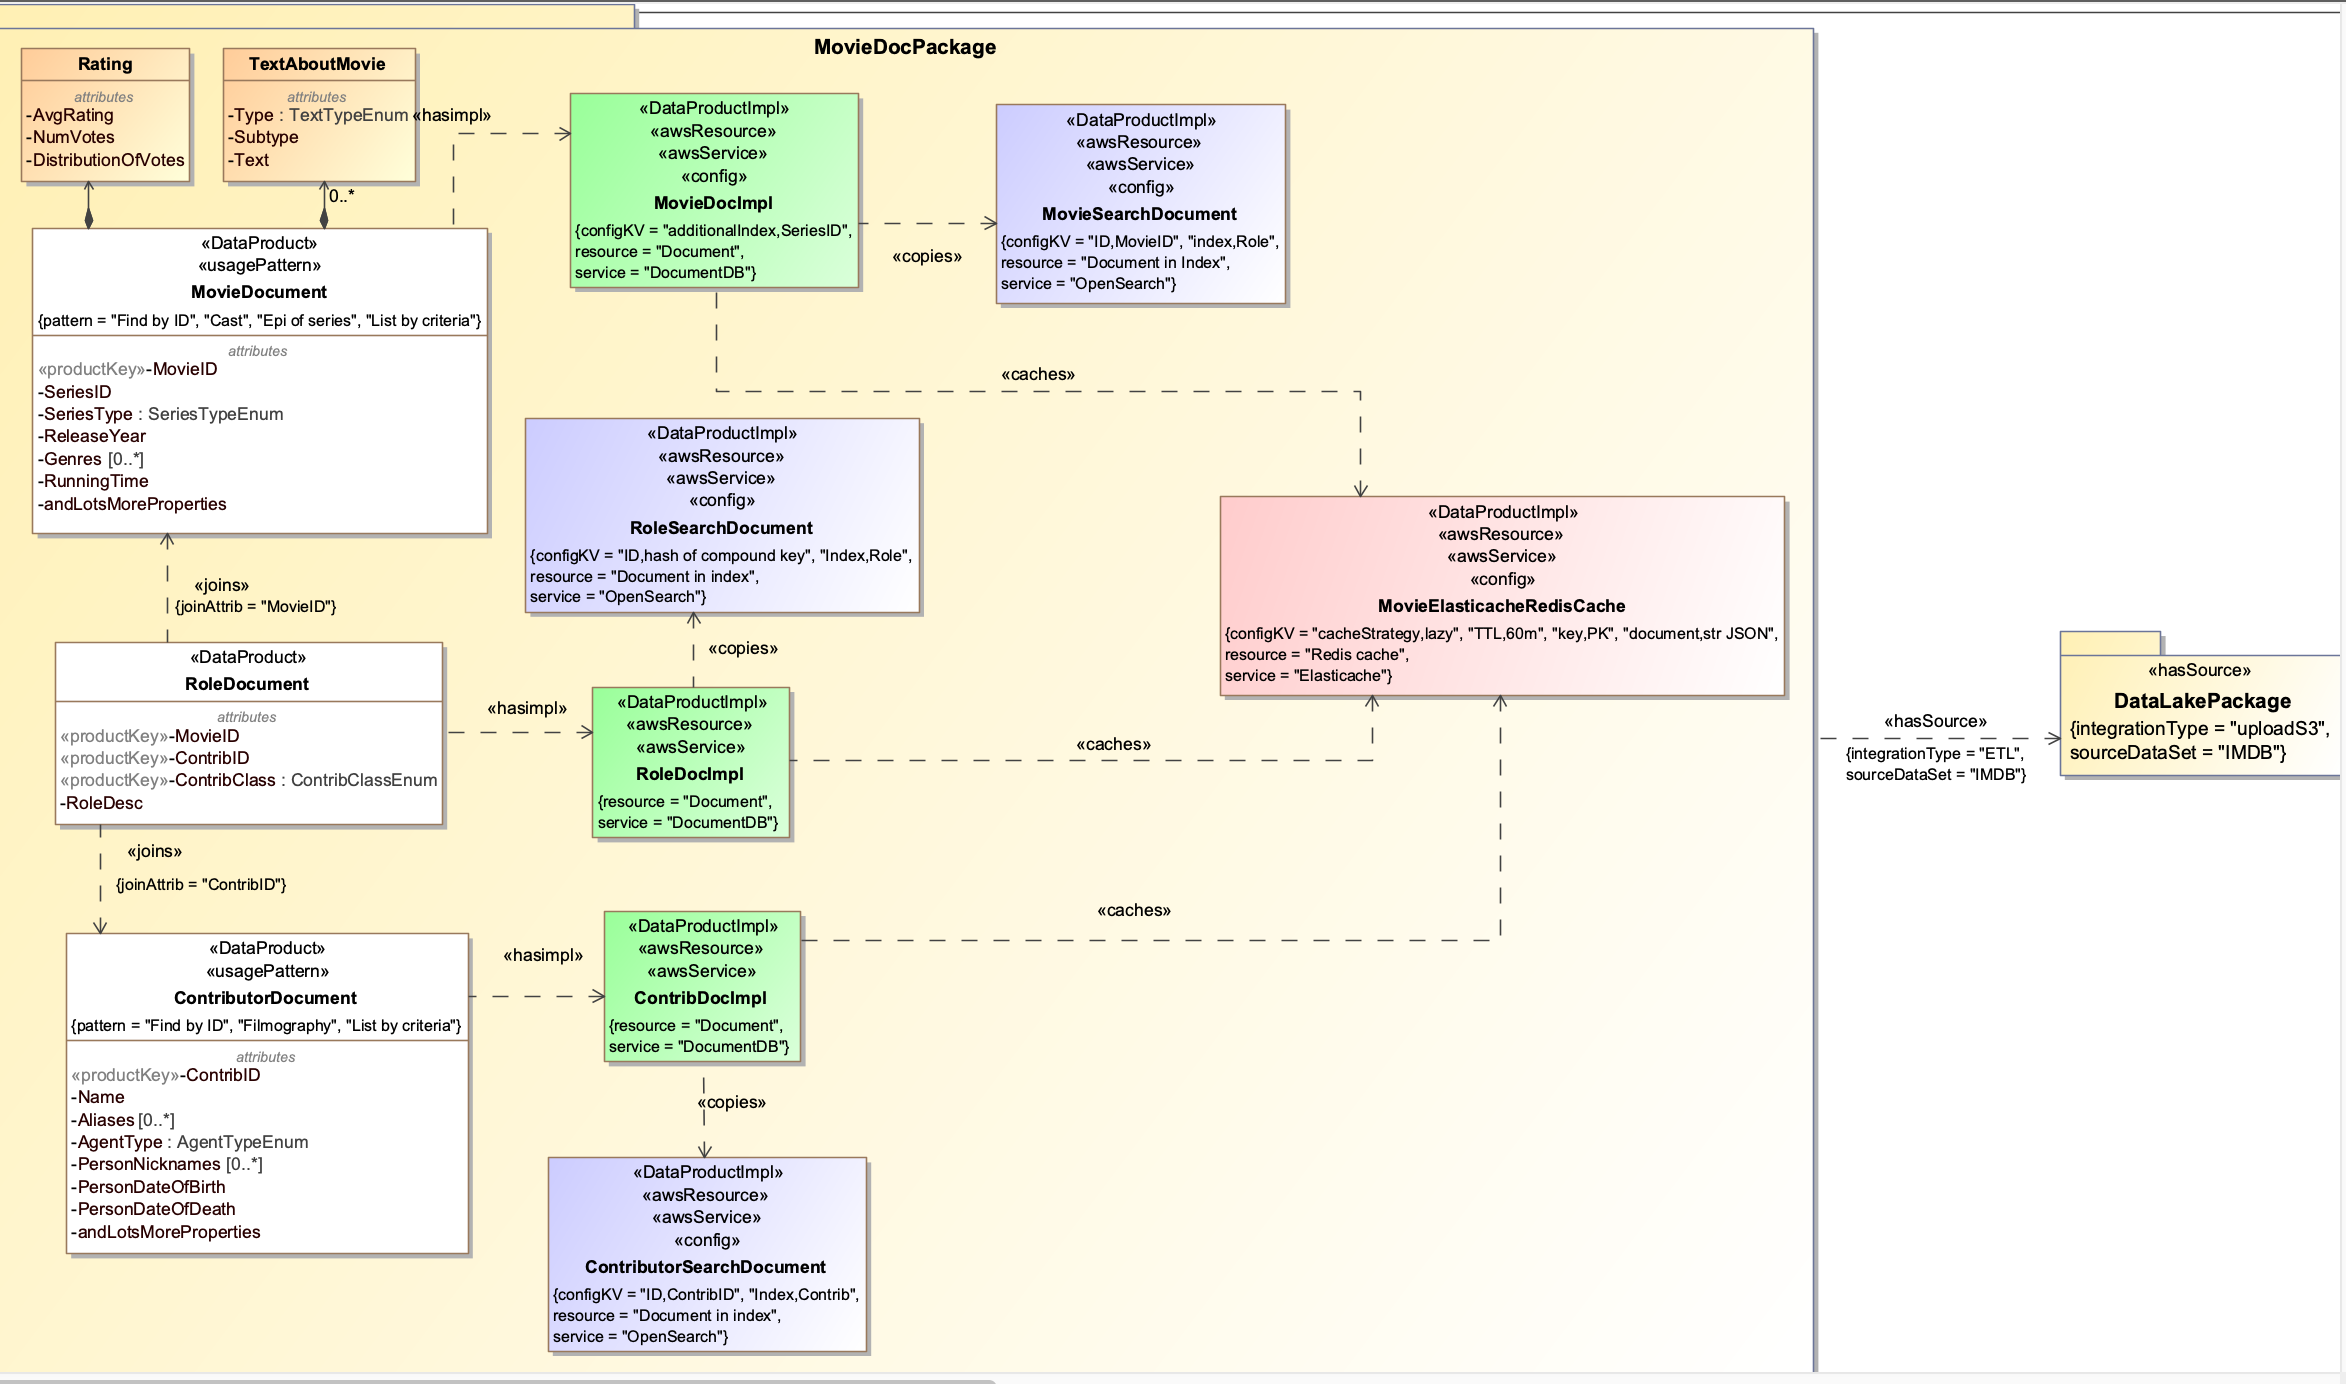 MovieDocPackage
Rating
attributes
-AvgRating
-NumVotes
-DistributionOfVotes
TextAboutMovie
attributes
-Type : TextTypeEnum
-Subtype
-Text
0..*
«hasimpl»
«DataProduct»
«usagePattern»
MovieDocument
{pattern = "Find by ID", "Cast", "Epi of series", "List by criteria"}
attributes
«productKey»-MovieID
-SeriesID
-SeriesType : SeriesTypeEnum
-ReleaseYear
-Genres [0..*]
-RunningTime
-andLotsMoreProperties
«DataProductImpl»
«awsResource»
«awsService»
«config»
MovieDocImpl
{configKV = "additionalIndex,SeriesID",
resource = "Document",
service = "DocumentDB"}
«copies»
«DataProductImpl»
«awsResource»
«awsService»
«config»
MovieSearchDocument
{configKV = "ID,MovieID", "index,Role",
resource = "Document in Index",
service = "OpenSearch"}
«caches»
«DataProductImpl»
«awsResource»
«awsService»
«config»
RoleSearchDocument
{configKV = "ID,hash of compound key", "Index,Role",
resource = "Document in index",
service = "OpenSearch"}
«DataProductImpl»
«awsResource»
«awsService»
«config»
MovieElasticacheRedisCache
{configKV = "cacheStrategy,lazy", "TTL,60m", "key,PK", "document,str JSON",
resource = "Redis cache",
service = "Elasticache"}
«joins»
{joinAttrib = "MovieID"}
«DataProduct»
RoleDocument
attributes
«productKey»-MovieID
«productKey»-ContribID
«productKey»-ContribClass : ContribClassEnum
-RoleDesc
«hasimpl»
«copies»
«DataProductImpl»
«awsResource»
«awsService»
RoleDocImpl
{resource = "Document",
service = "DocumentDB"}
«caches»
«hasSource»
{integrationType = "ETL",
sourceDataSet = "IMDB"}
«hasSource»
DataLakePackage
{integrationType = "uploadS3",
sourceDataSet = "IMDB"}
«joins»
{joinAttrib = "ContribID"}
«DataProduct»
«usagePattern»
ContributorDocument
{pattern = "Find by ID", "Filmography", "List by criteria"}
attributes
«productKey»-ContribID
-Name
-Aliases [0..*]
-AgentType : AgentTypeEnum
-PersonNicknames [0..*]
-PersonDateOfBirth
-PersonDateOfDeath
-andLotsMoreProperties
«hasimpl»
«DataProductImpl»
«awsResource»
«awsService»
ContribDocImpl
{resource = "Document",
service = "DocumentDB"}
«caches»
«copies»
«DataProductImpl»
«awsResource»
«awsService»
«config»
ContributorSearchDocument
{configKV = "ID,ContribID", "Index,Contrib",
resource = "Document in index",
service = "OpenSearch"}